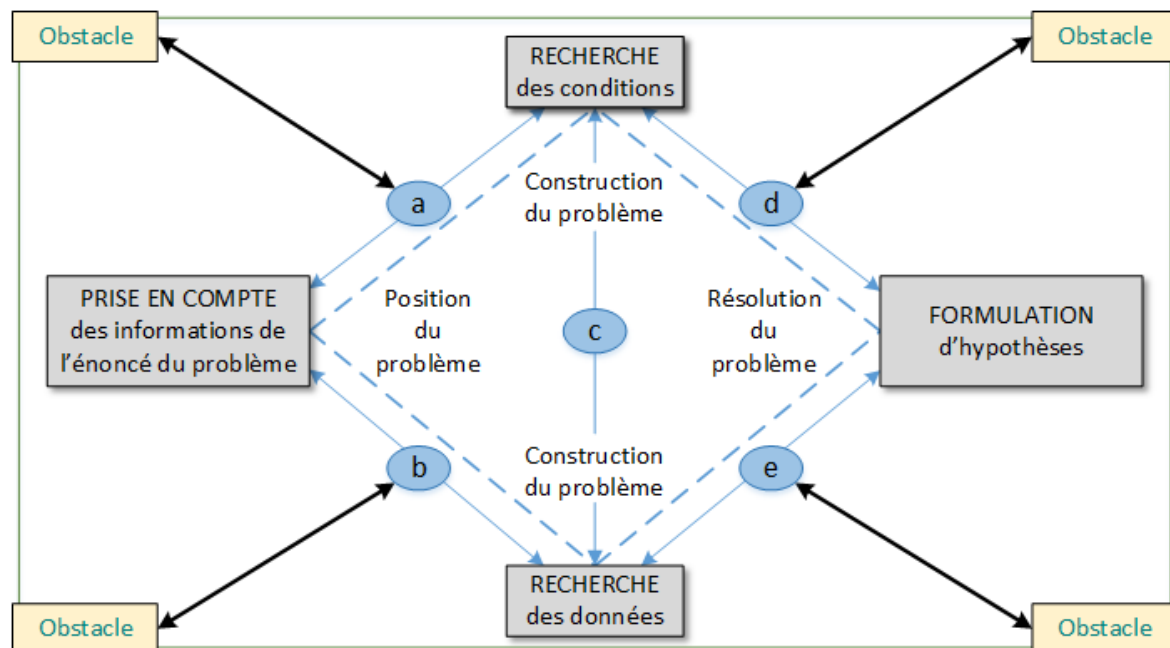 Obstacle
Obstacle
RECHERCHE
des conditions
Construction
du problème
a
d
PRISE EN COMPTE
des informations de
l'énoncé du problème
Position
du
problème
c
Résolution
du
problème
FORMULATION
d'hypothèses
b
Construction
du problème
e
RECHERCHE
des données
Obstacle
Obstacle